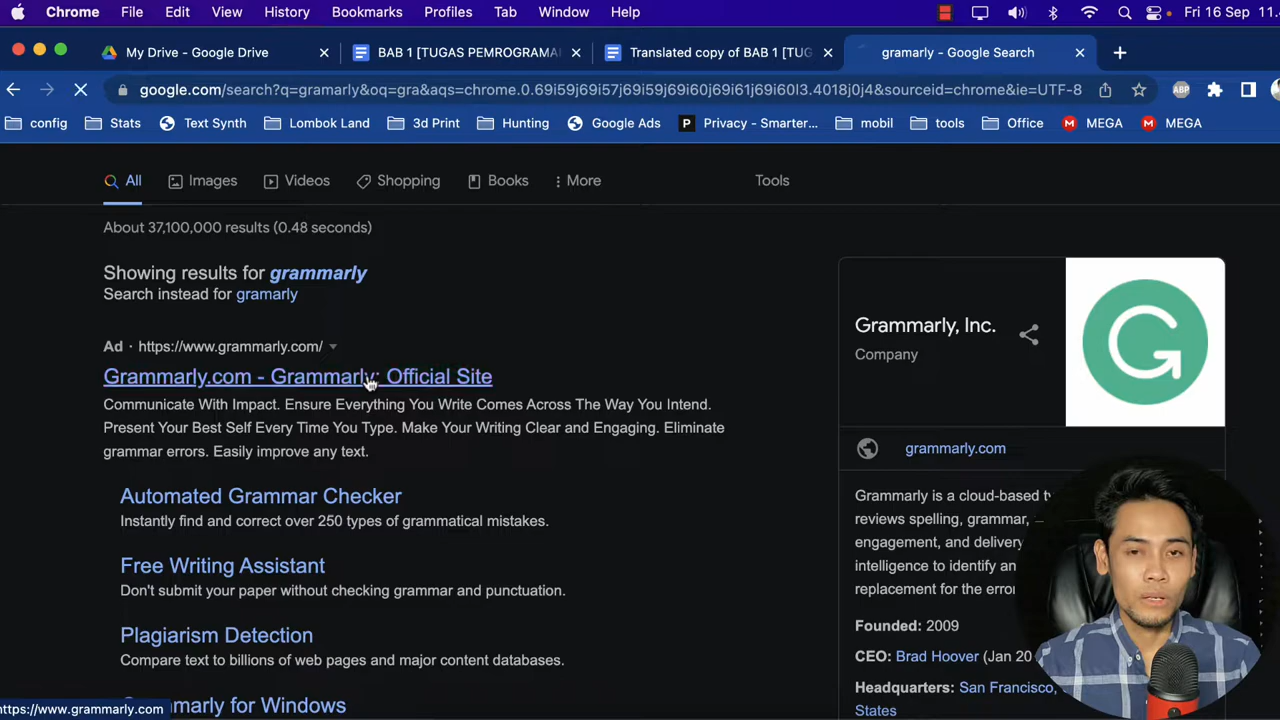 Chrome File Edit View History Bookmarks Profiles Tab Window Help Fri 16 Sep 11.
My Drive - Google Drive BAB 1 [TUGAS PEMROGRAMA Translated copy of BAB 1 [TUG gramarly - Google Search
google.com/search?q=gramarly&oq=gra&aqs=chrome.0.69i59j69i57j69i59j69i60j69i61j69i60l3.4018j0j4&sourceid=chrome&ie=UTF-8 ABP
config Stats Text Synth Lombok Land 3d Print Hunting Google Ads P Privacy - Smarter... mobil tools Office MEGA MEGA
All Images Videos Shopping Books More Tools
About 37,100,000 results (0.48 seconds)
Showing results for grammarly
Search instead for gramarly
Ad · https://www.grammarly.com/
Grammarly.com - Grammarly: Official Site
Communicate With Impact. Ensure Everything You Write Comes Across The Way You Intend.
Present Your Best Self Every Time You Type. Make Your Writing Clear and Engaging. Eliminate
grammar errors. Easily improve any text.
Automated Grammar Checker
Instantly find and correct over 250 types of grammatical mistakes.
Free Writing Assistant
Don't submit your paper without checking grammar and punctuation.
Plagiarism Detection
Compare text to billions of web pages and major content databases.
marly for Windows
https://www.grammarly.com
Grammarly, Inc.
Company
grammarly.com
Grammarly is a cloud-based
reviews spelling, grammar,
engagement, and delivery
intelligence to identify an
replacement for the error
Founded: 2009
CEO: Brad Hoover (Jan 20
Headquarters: San Francisco,
States